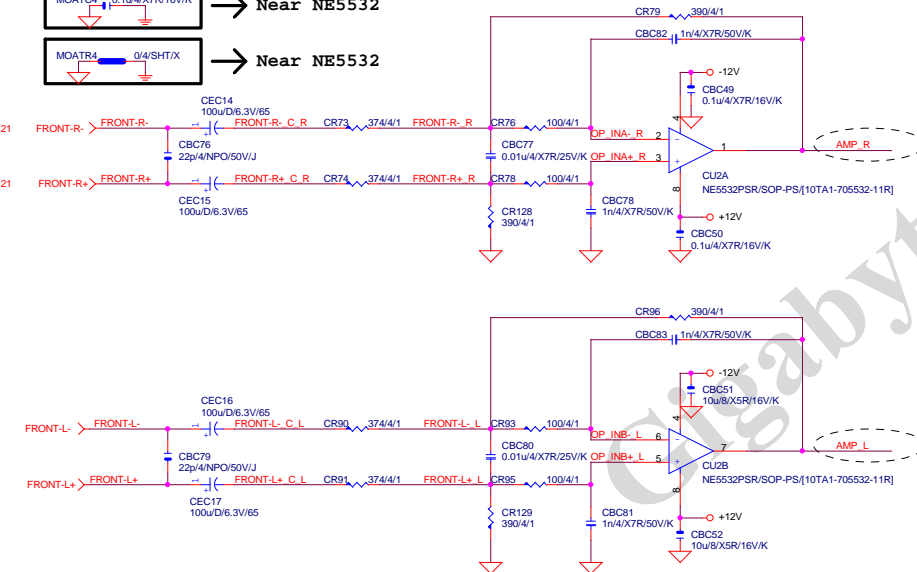 MOATC4 0.1u/4/X7R/16V/K
Near NE5532
MOATR4 0/4/SHT/X
Near NE5532
CR79 390/4/1
CBC82 1n/4/X7R/50V/K
-12V
CBC49
0.1u/4/X7R/16V/K
CEC14
100u/D/6.3V/65
21 FRONT-R- FRONT-R- 1 + FRONT-R-_C_R CR73 374/4/1 FRONT-R-_R CR76 100/4/1
OP_INA-_R 2 4 1 AMP_R
CBC76
22p/4/NPO/50V/J
CBC77
0.01u/4/X7R/25V/K
OP_INA+_R 3
21 FRONT-R+ FRONT-R+ 1 + FRONT-R+_C_R CR74 374/4/1 FRONT-R+_R CR78 100/4/1
CU2A
NE5532PSR/SOP-PS/[10TA1-705532-11R]
8
CEC15
100u/D/6.3V/65
CR128
390/4/1
CBC78
1n/4/X7R/50V/K
+12V
CBC50
0.1u/4/X7R/16V/K
CR96 390/4/1
CBC83 1n/4/X7R/50V/K
-12V
CBC51
10u/8/X5R/16V/K
CEC16
100u/D/6.3V/65
FRONT-L- FRONT-L- 1 + FRONT-L-_C_L CR90 374/4/1 FRONT-L-_L CR93 100/4/1
OP_INB-_L 6 4 7 AMP_L
CBC79
22p/4/NPO/50V/J
CBC80
0.01u/4/X7R/25V/K
OP_INB+_L 5
FRONT-L+ FRONT-L+ 1 + FRONT-L+_C_L CR91 374/4/1 FRONT-L+_L CR95 100/4/1
CU2B
NE5532PSR/SOP-PS/[10TA1-705532-11R]
8
CEC17
100u/D/6.3V/65
CR129
390/4/1
CBC81
1n/4/X7R/50V/K
+12V
CBC52
10u/8/X5R/16V/K
Gigabyt